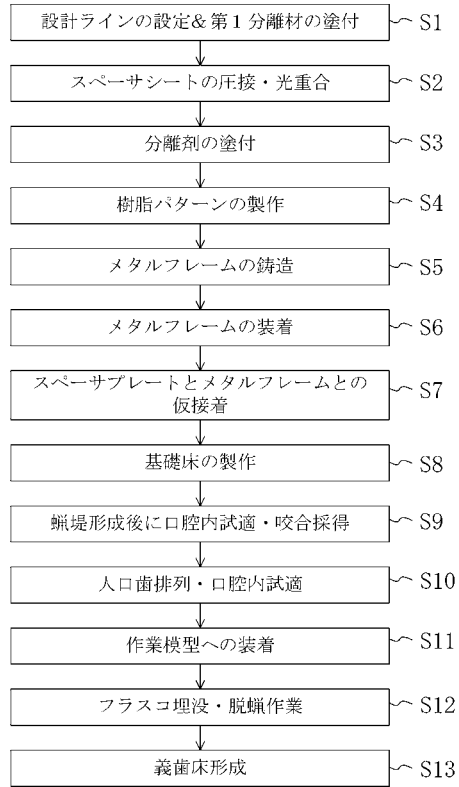 設計ラインの設定&第1分離材の塗付 S1
スペーサシートの圧接・光重合 S2
分離剤の塗付 S3
樹脂パターンの製作 S4
メタルフレームの鋳造 S5
メタルフレームの装着 S6
スペーサプレートとメタルフレームとの
仮接着 S7
基礎床の製作 S8
蝋堤形成後に口腔内試適・咬合採得 S9
人口歯排列・口腔内試適 S10
作業模型への装着 S11
フラスコ埋没・脱蝋作業 S12
義歯床形成 S13